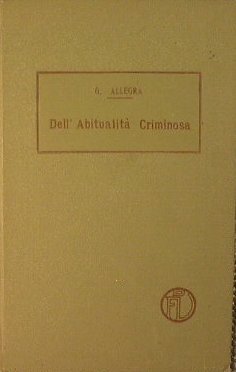 G. ALLEGRA
Dell' Abitualità Criminosa